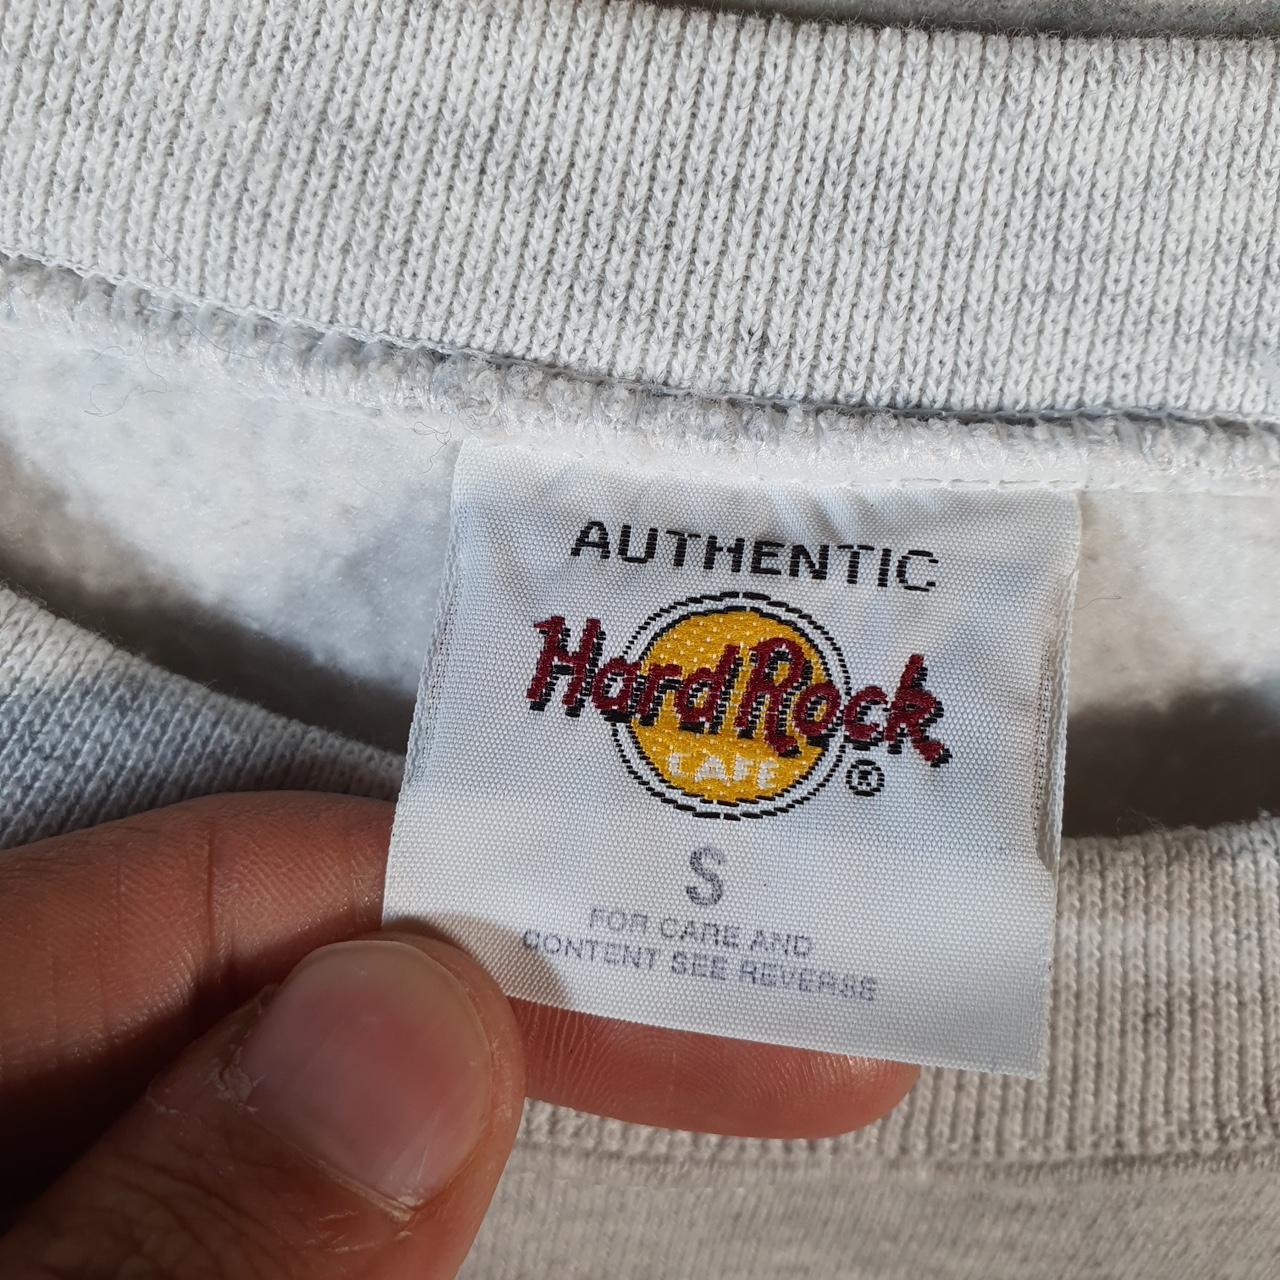 AUTHENTIC
Hard Rock
CAFE ®
S
FOR CARE AND
CONTENT SEE REVERSE